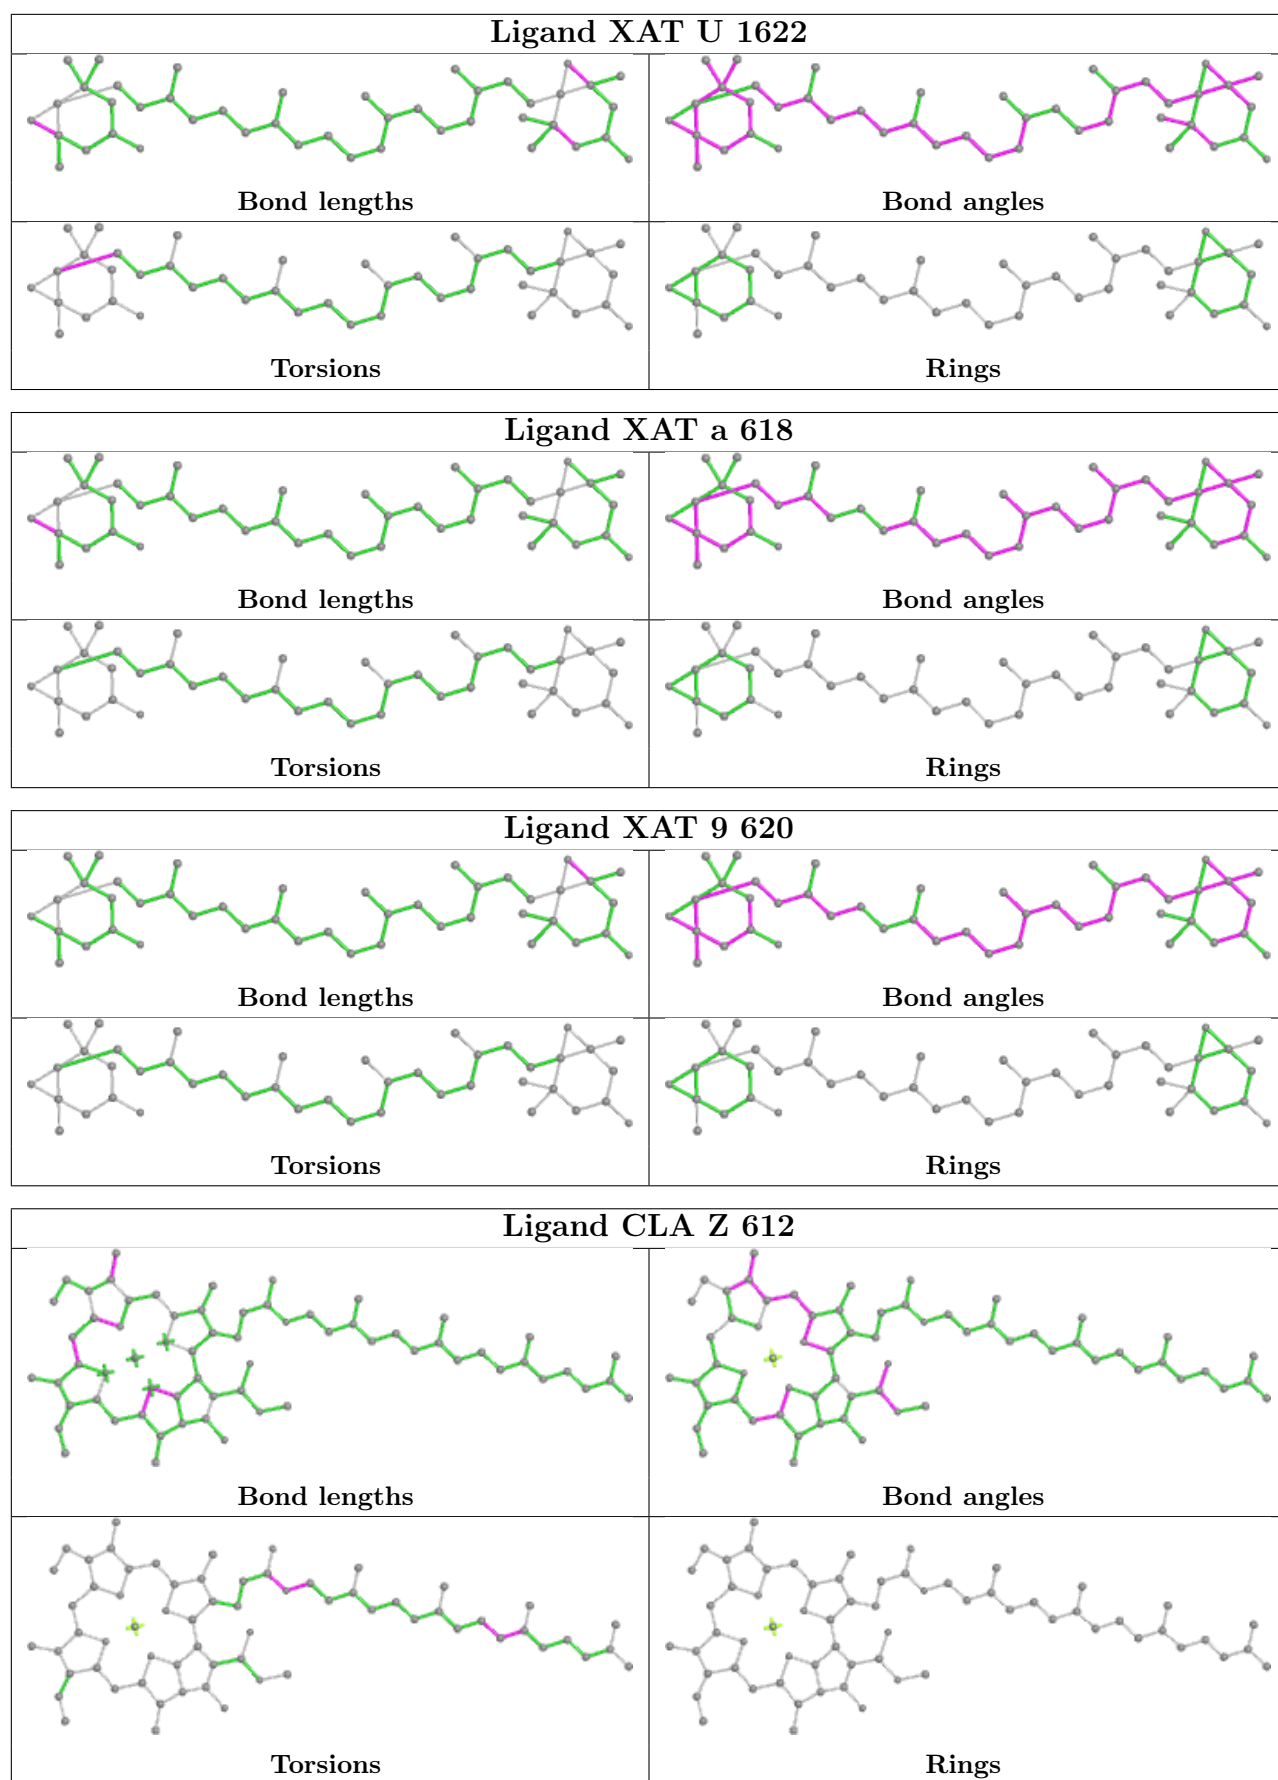 Ligand XAT U 1622
Bond lengths
Bond angles
Torsions
Rings
Ligand XAT a 618
Bond lengths
Bond angles
Torsions
Rings
Ligand XAT 9 620
Bond lengths
Bond angles
Torsions
Rings
Ligand CLA Z 612
Bond lengths
Bond angles
Torsions
Rings